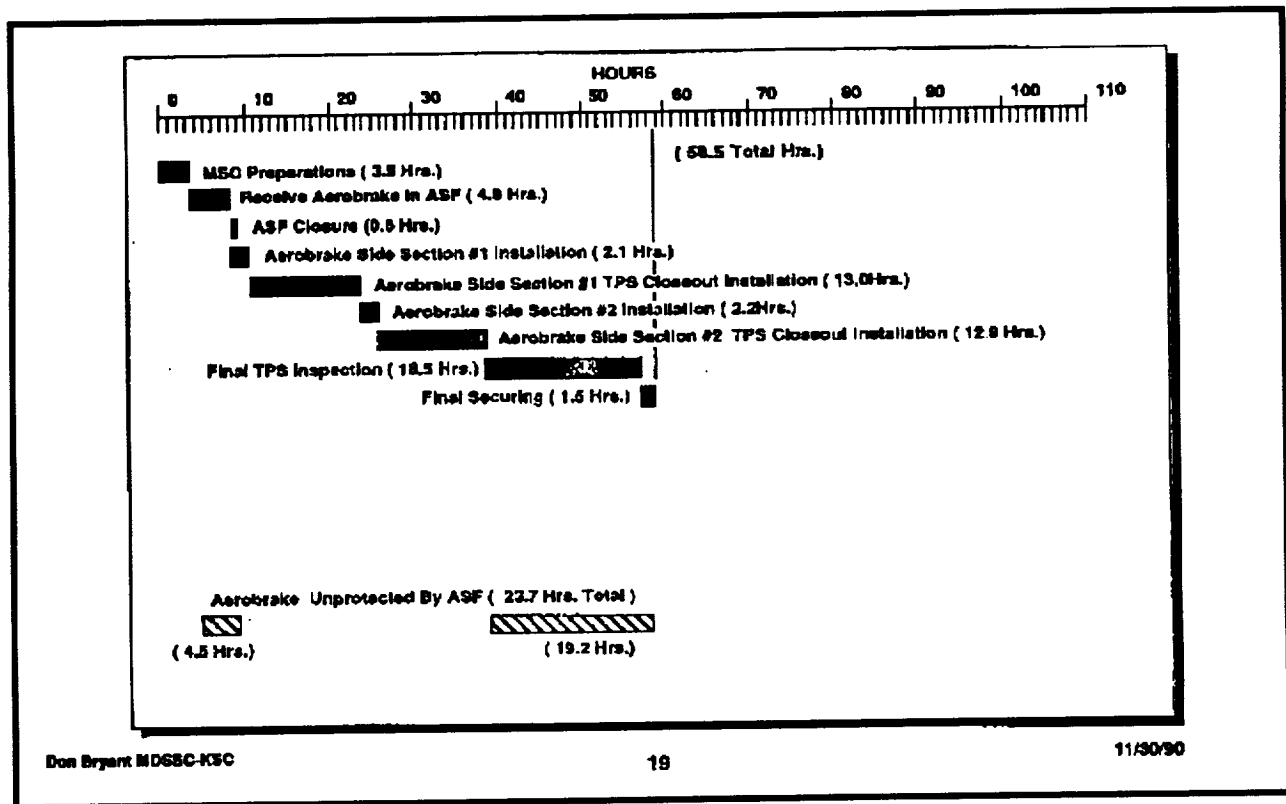 HOURS
0 10 20 30 40 50 60 70 80 90 100 110
( 58.5 Total Hrs.)
MSC Preparations ( 3.5 Hrs.)
Receive Aerobrake in ASF ( Hrs.)
ASF Closure Hrs.)
Aerobrake Side Section #1 Installation ( 2.1 Hrs.)
Aerobrake Side Section #1 TPS Closeout Installation ( 13.0Hrs.)
Aerobrake Side Section #2 Installation ( 2.2Hrs.)
Aerobrake Side Section #2 TPS Closeout Installation ( 12.9 Hrs.)
Final TPS Inspection ( 18.5 Hrs.)
Final Securing ( 1.5 Hrs.)
Aerobrake Unprotected By ASF ( 23.7 Hrs. Total )
( 4.5 Hrs.) ( 19.2 Hrs.)
Don Bryant MDSSC-KSC 19 11/30/90